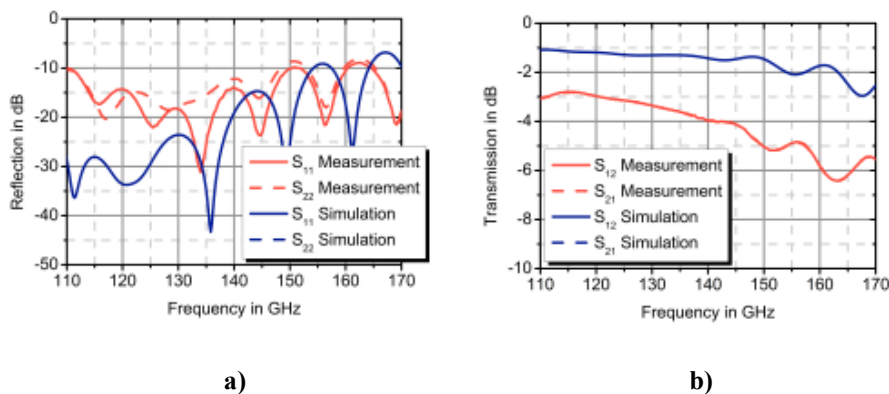 0
-10
-20
-30
-40
-50
Reflection in dB
S11 Measurement
S22 Measurement
S11 Simulation
S22 Simulation
110 120 130 140 150 160 170
Frequency in GHz
a)
0
-2
-4
-6
-8
-10
Transmission in dB
S12 Measurement
S21 Measurement
S12 Simulation
S21 Simulation
110 120 130 140 150 160 170
Frequency in GHz
b)